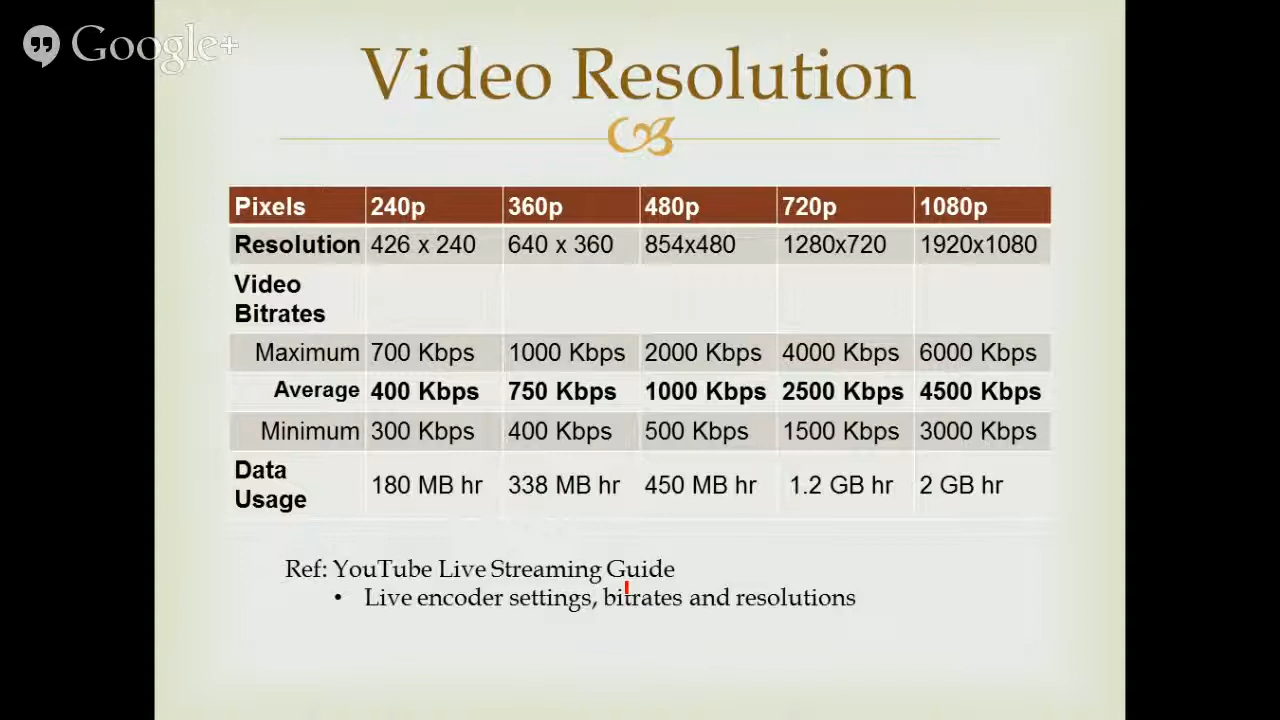 Google+
Video Resolution
Pixels 240p 360p 480p 720p 1080p
Resolution 426 x 240 640 x 360 854x480 1280x720 1920x1080
Video
Bitrates
Maximum 700 Kbps 1000 Kbps 2000 Kbps 4000 Kbps 6000 Kbps
Average 400 Kbps 750 Kbps 1000 Kbps 2500 Kbps 4500 Kbps
Minimum 300 Kbps 400 Kbps 500 Kbps 1500 Kbps 3000 Kbps
Data
Usage 180 MB hr 338 MB hr 450 MB hr 1.2 GB hr 2 GB hr
Ref: YouTube Live Streaming Guide
• Live encoder settings, bitrates and resolutions